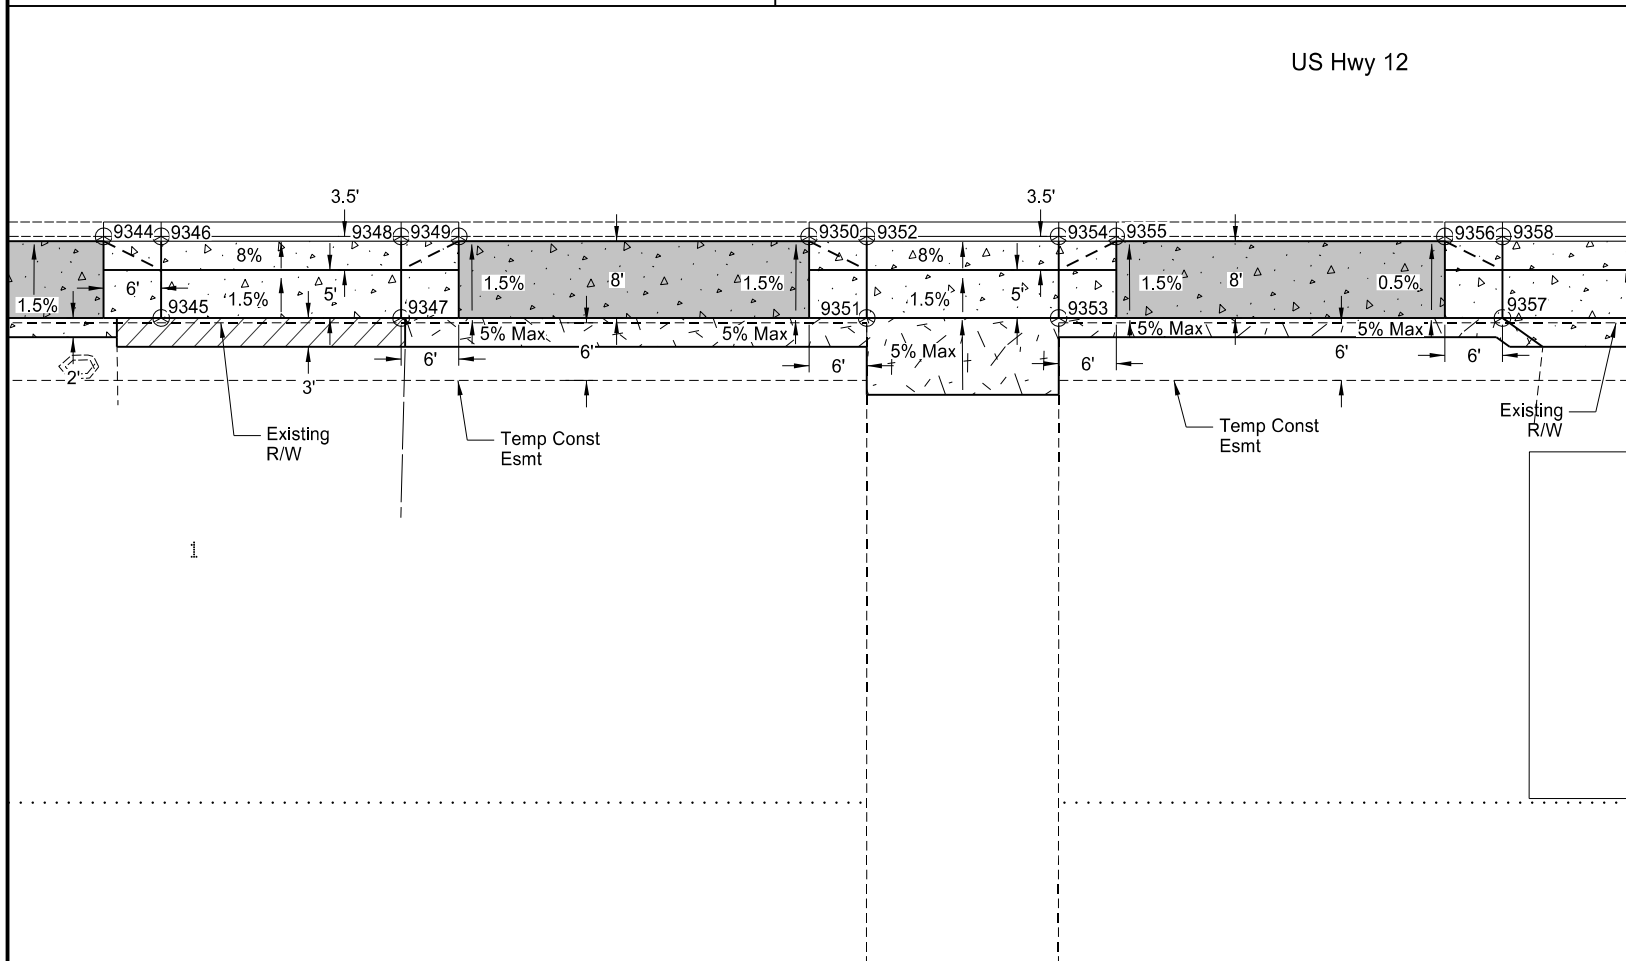 US Hwy 12
3.5'
3.5'
9344 9346 9348 9349 9350 9352 9354 9355 9356 9358
8% 8%
6' 1.5% 5' 1.5% 8' 1.5% 1.5% 5' 1.5% 8' 0.5%
1.5% 9345 9347 9351 9353 9357
5% Max 5% Max 5% Max 5% Max
5% Max
2' 3' 6' 6' 6' 6' 6' 6'
Existing
R/W
Temp Const
Esmt
Temp Const
Esmt
Existing
R/W
1